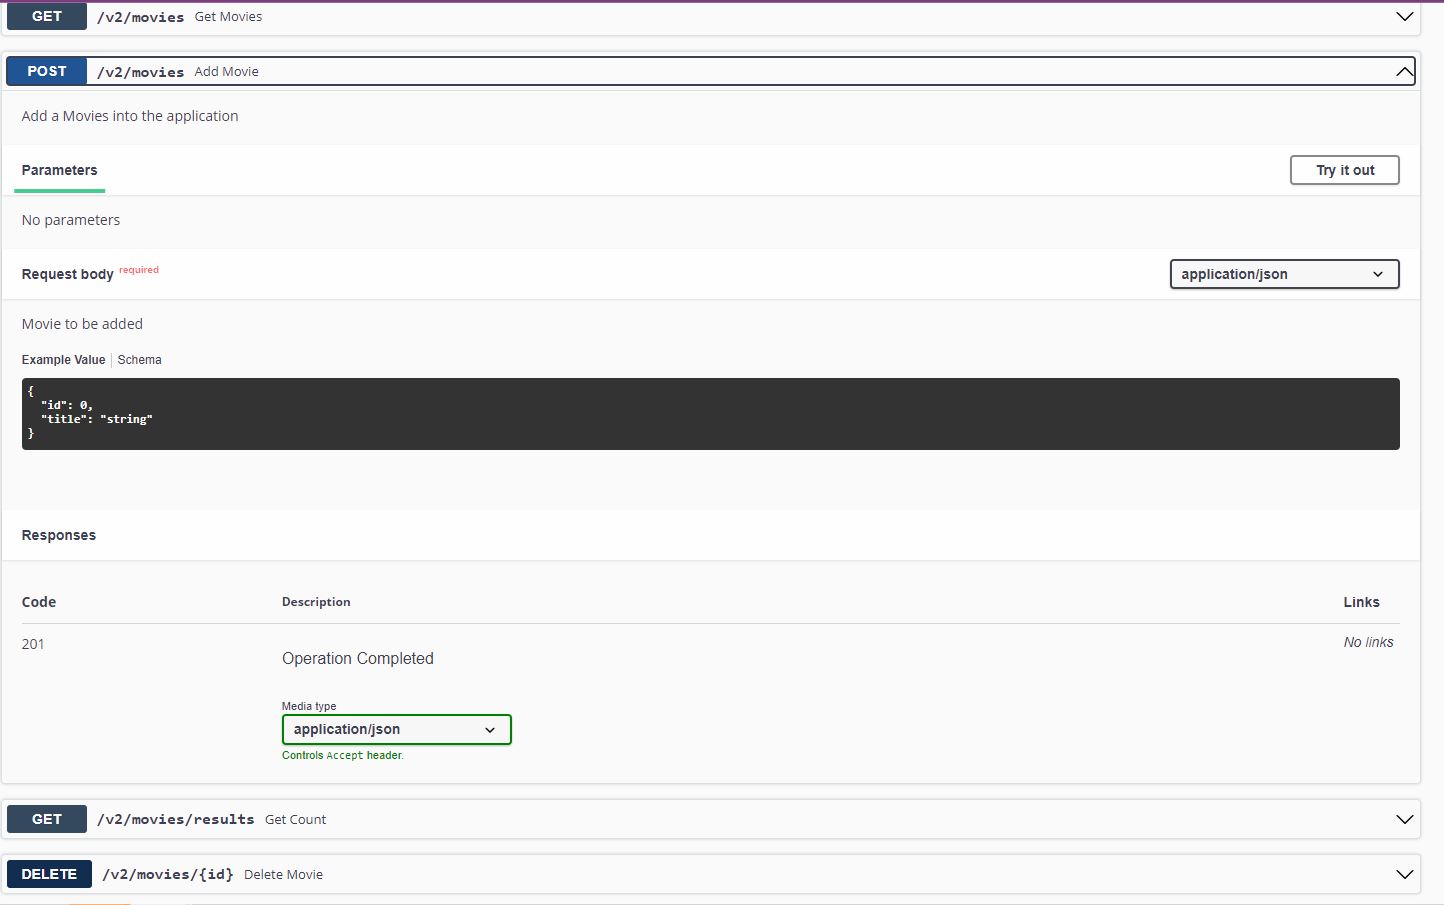 GET /v2/movies Get Movies
POST /v2/movies Add Movie
Add a Movies into the application
Parameters Try it out
No parameters
Request body required application/json
Movie to be added
Example Value Schema
{
"id": 0,
"title": "string"
}
Responses
Code Description Links
201 No links
Operation Completed
Media type
application/json
Controls Accept header.
GET /v2/movies/results Get Count
DELETE /v2/movies/{id} Delete Movie